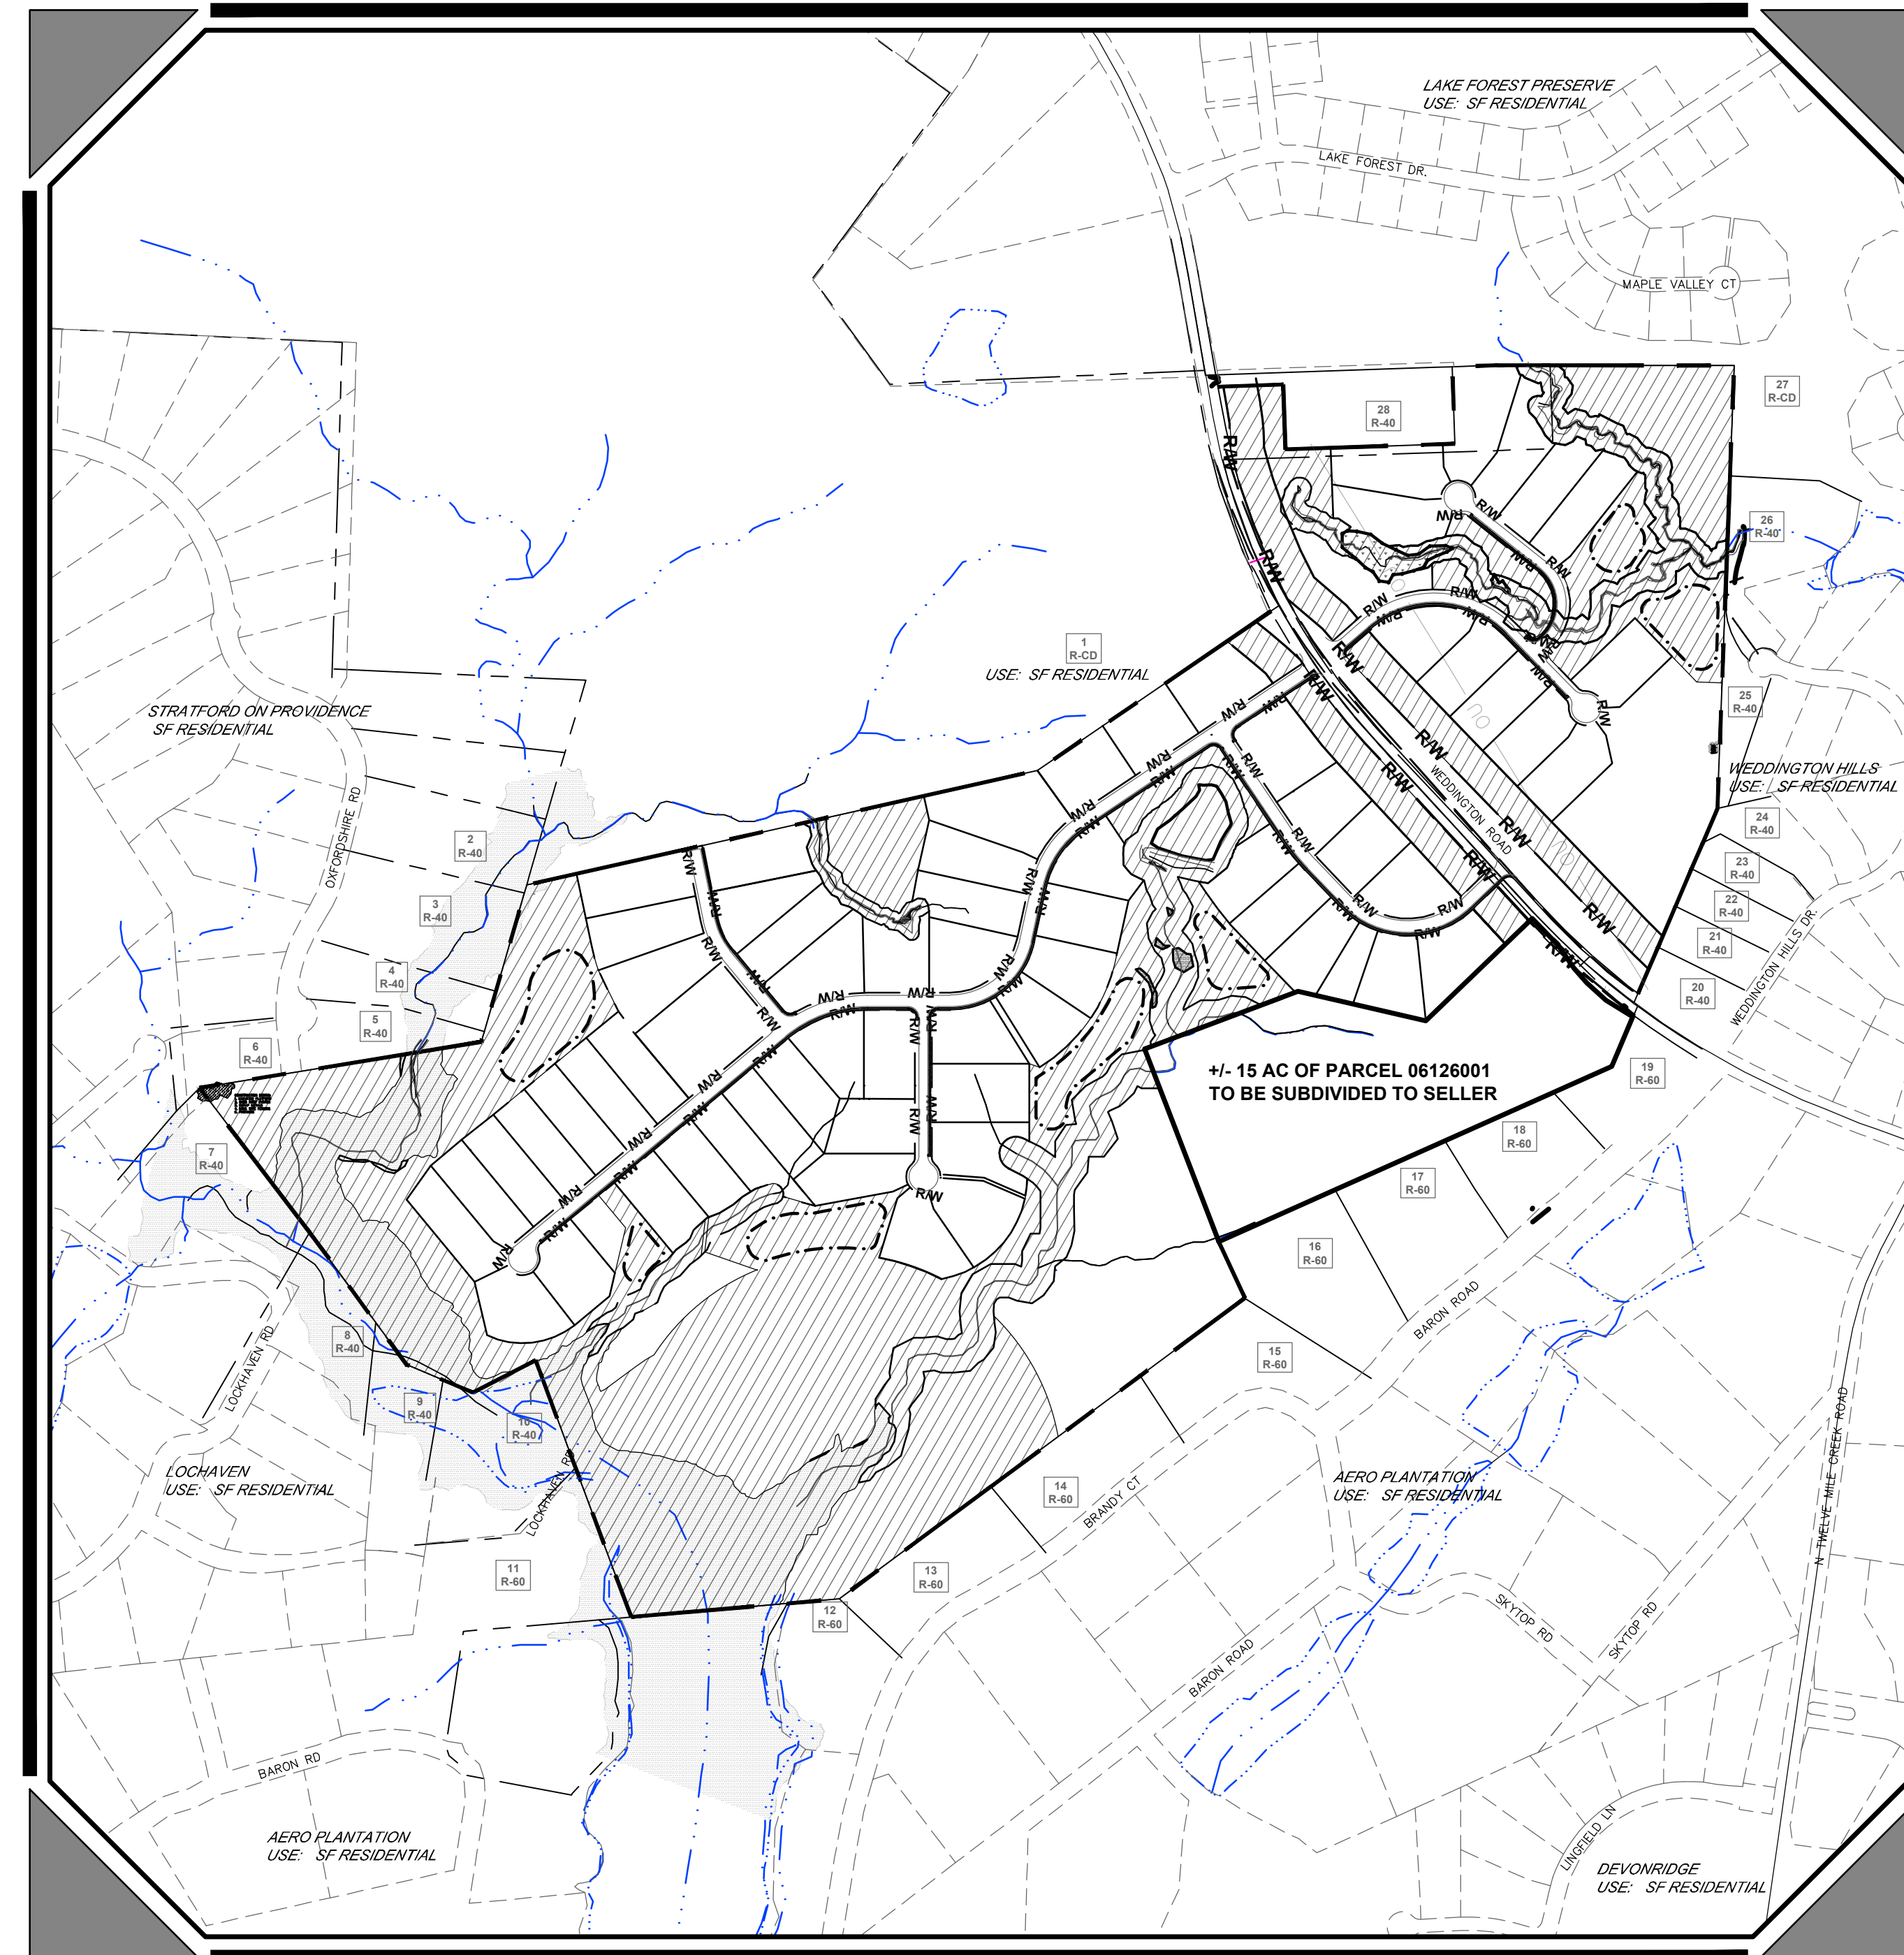 LAKE FOREST PRESERVE
USE: SF RESIDENTIAL
LAKE FOREST DR.
MAPLE VALLEY CT
27
R-CD
28
R-40
R/W
R/W
R/W
R/W
R/W
26
R-40
R/W
R/W
R/W
R/W
R/W
R/W
R/W
1
R-CD
USE: SF RESIDENTIAL
R/W
R/W
R/W
R/W
R/W
25
R-40
STRATFORD ON PROVIDENCE
SF RESIDENTIAL
R/W
R/W
R/W
R/W
R/W
R/W
R/W
R/W
WEDDINGTON ROAD
WEDDINGTON HILLS
USE: SF RESIDENTIAL
OXFORDSHIRE RD
2
R-40
R/W
R/W
R/W
R/W
R/W
24
R-40
23
R-40
22
R-40
21
R-40
20
R-40
WEDDINGTON HILLS DR.
3
R-40
R/W
R/W
R/W
R/W
R/W
R/W
R/W
R/W
R/W
R/W
R/W
4
R-40
R/W
R/W
R/W
R/W
R/W
R/W
R/W
R/W
R/W
5
R-40
6
R-40
R/W
R/W
R/W
R/W
+/- 15 AC OF PARCEL 06126001
TO BE SUBDIVIDED TO SELLER
19
R-60
R/W
R/W
R/W
R/W
R/W
R/W
18
R-60
7
R-40
17
R-60
R/W
R/W
R/W
R/W
16
R-60
BARON ROAD
8
R-40
LOCKHAVEN RD
15
R-60
9
R-40
10
R-40
LOCKHAVEN RD
LOCHAVEN
USE: SF RESIDENTIAL
14
R-60
BRANDY CT
AERO PLANTATION
USE: SF RESIDENTIAL
N TWELVE MILE CREEK ROAD
11
R-60
13
R-60
12
R-60
SKYTOP RD
SKYTOP RD
BARON ROAD
BARON RD
AERO PLANTATION
USE: SF RESIDENTIAL
LINGFIELD LN
DEVONRIDGE
USE: SF RESIDENTIAL